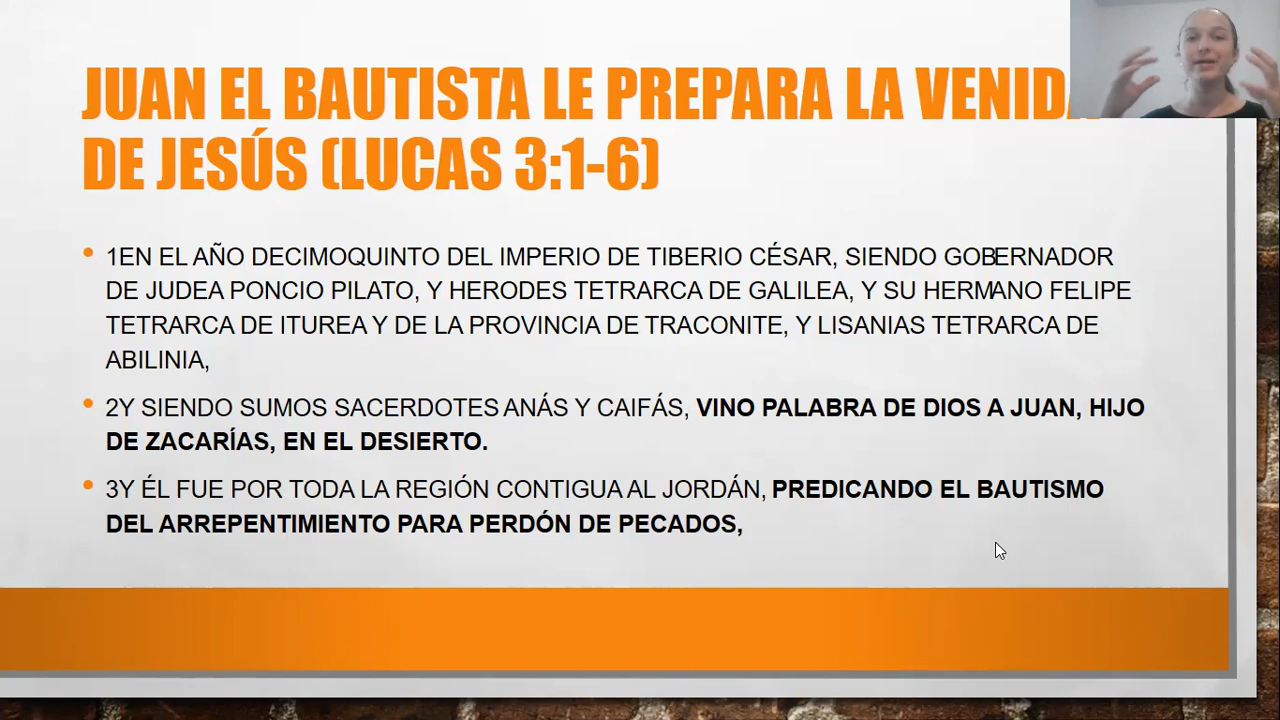 JUAN EL BAUTISTA LE PREPARA LA VENIDA
DE JESÚS (LUCAS 3:1-6)
• 1EN EL AÑO DECIMOQUINTO DEL IMPERIO DE TIBERIO CÉSAR, SIENDO GOBERNADOR
DE JUDEA PONCIO PILATO, Y HERODES TETRARCA DE GALILEA, Y SU HERMANO FELIPE
TETRARCA DE ITUREA Y DE LA PROVINCIA DE TRACONITE, Y LISANIAS TETRARCA DE
ABILINIA,
• 2Y SIENDO SUMOS SACERDOTES ANÁS Y CAIFÁS, VINO PALABRA DE DIOS A JUAN, HIJO
DE ZACARÍAS, EN EL DESIERTO.
• 3Y ÉL FUE POR TODA LA REGIÓN CONTIGUA AL JORDÁN, PREDICANDO EL BAUTISMO
DEL ARREPENTIMIENTO PARA PERDÓN DE PECADOS,